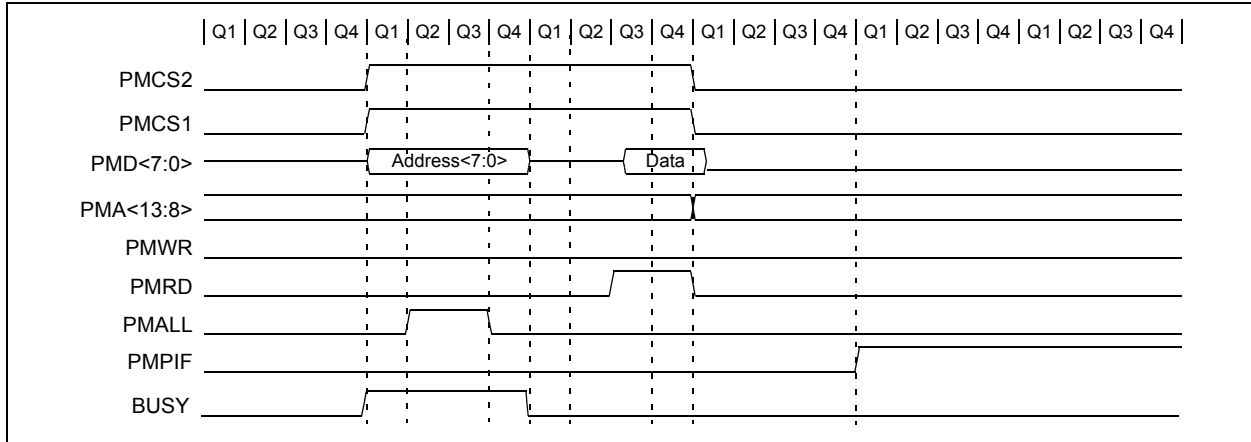 Q1 Q2 Q3 Q4 Q1 Q2 Q3 Q4 Q1 Q2 Q3 Q4 Q1 Q2 Q3 Q4 Q1 Q2 Q3 Q4 Q1 Q2 Q3 Q4
PMCS2
PMCS1
PMD<7:0> Address<7:0> Data
PMA<13:8>
PMWR
PMRD
PMALL
PMPIF
BUSY